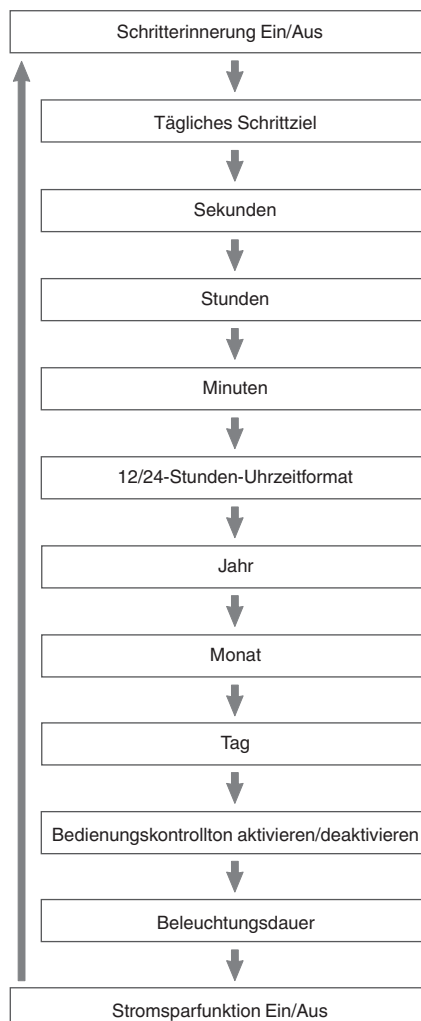 Schritterinnerung Ein/Aus
Tägliches Schrittziel
Sekunden
Stunden
Minuten
12/24-Stunden-Uhrzeitformat
Jahr
Monat
Tag
Bedienungskontrollton aktivieren/deaktivieren
Beleuchtungsdauer
Stromsparfunktion Ein/Aus